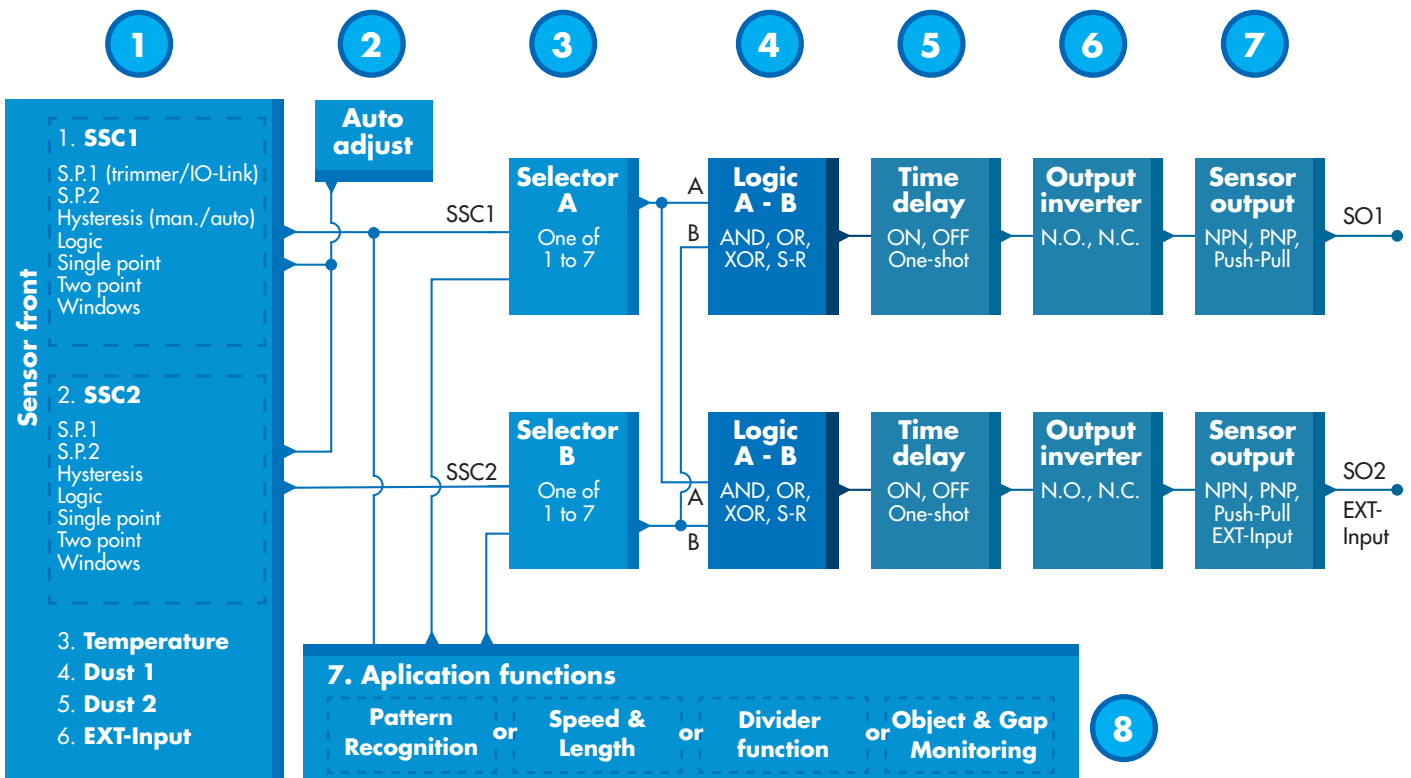 1
2
3
4
5
6
7
Sensor front
1. SSC1
S.P.1 (trimmer/IO-Link)
S.P.2
Hysteresis (man./auto)
Logic
Single point
Two point
Windows
2. SSC2
S.P.1
S.P.2
Hysteresis
Logic
Single point
Two point
Windows
3. Temperature
4. Dust 1
5. Dust 2
6. EXT-Input
Auto
adjust
SSC1
Selector
A
One of
1 to 7
A
B
Logic
A - B
AND, OR,
XOR, S-R
Time
delay
ON, OFF
One-shot
Output
inverter
N.O., N.C.
Sensor
output
NPN, PNP,
Push-Pull
SO1
SSC2
Selector
B
One of
1 to 7
A
B
Logic
A - B
AND, OR,
XOR, S-R
Time
delay
ON, OFF
One-shot
Output
inverter
N.O., N.C.
Sensor
output
NPN, PNP,
Push-Pull
EXT-Input
SO2
EXT-
Input
7. Aplication functions
Pattern
Recognition
or
Speed &
Length
or
Divider
function
or
Object & Gap
Monitoring
8